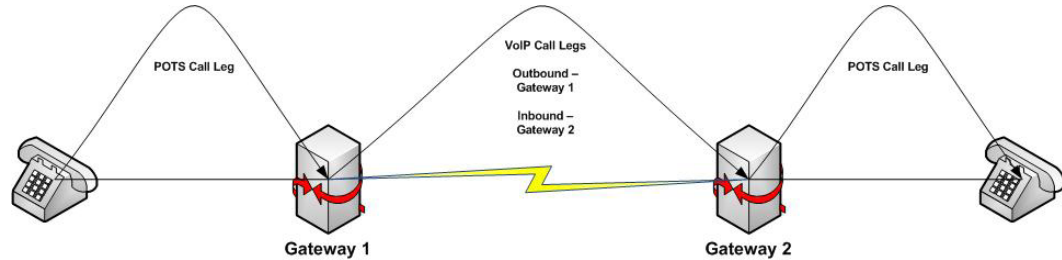 POTS Call Leg
VoIP Call Legs
Outbound –
Gateway 1
Inbound –
Gateway 2
POTS Call Leg
Gateway 1
Gateway 2